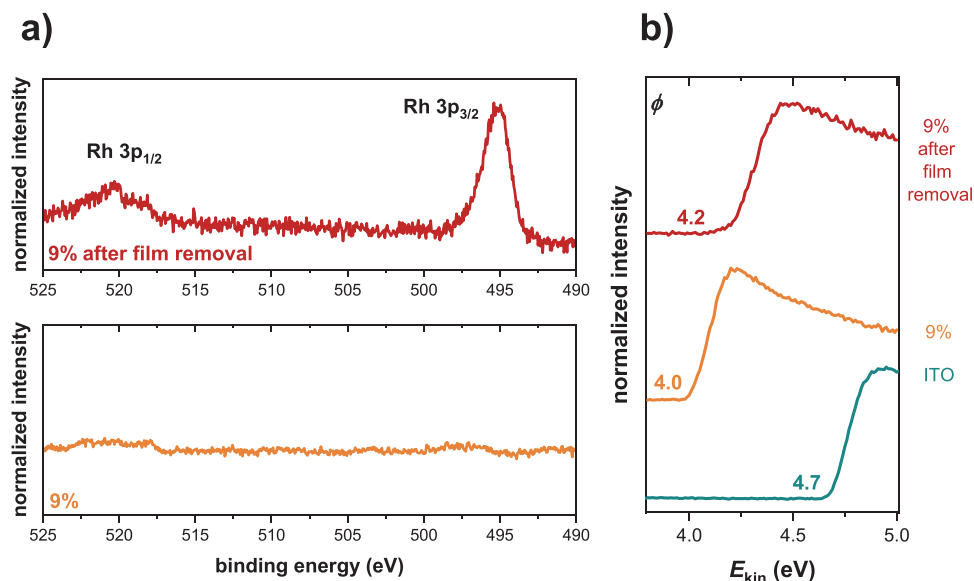 a)
normalized intensity
Rh 3p1/2
Rh 3p3/2
9% after film removal
525 520 515 510 505 500 495 490
normalized intensity
9%
525 520 515 510 505 500 495 490
binding energy (eV)
b)
normalized intensity
ϕ
4.2
4.0
4.7
9%
after
film
removal
9%
ITO
4.0 4.5 5.0
Ekin (eV)